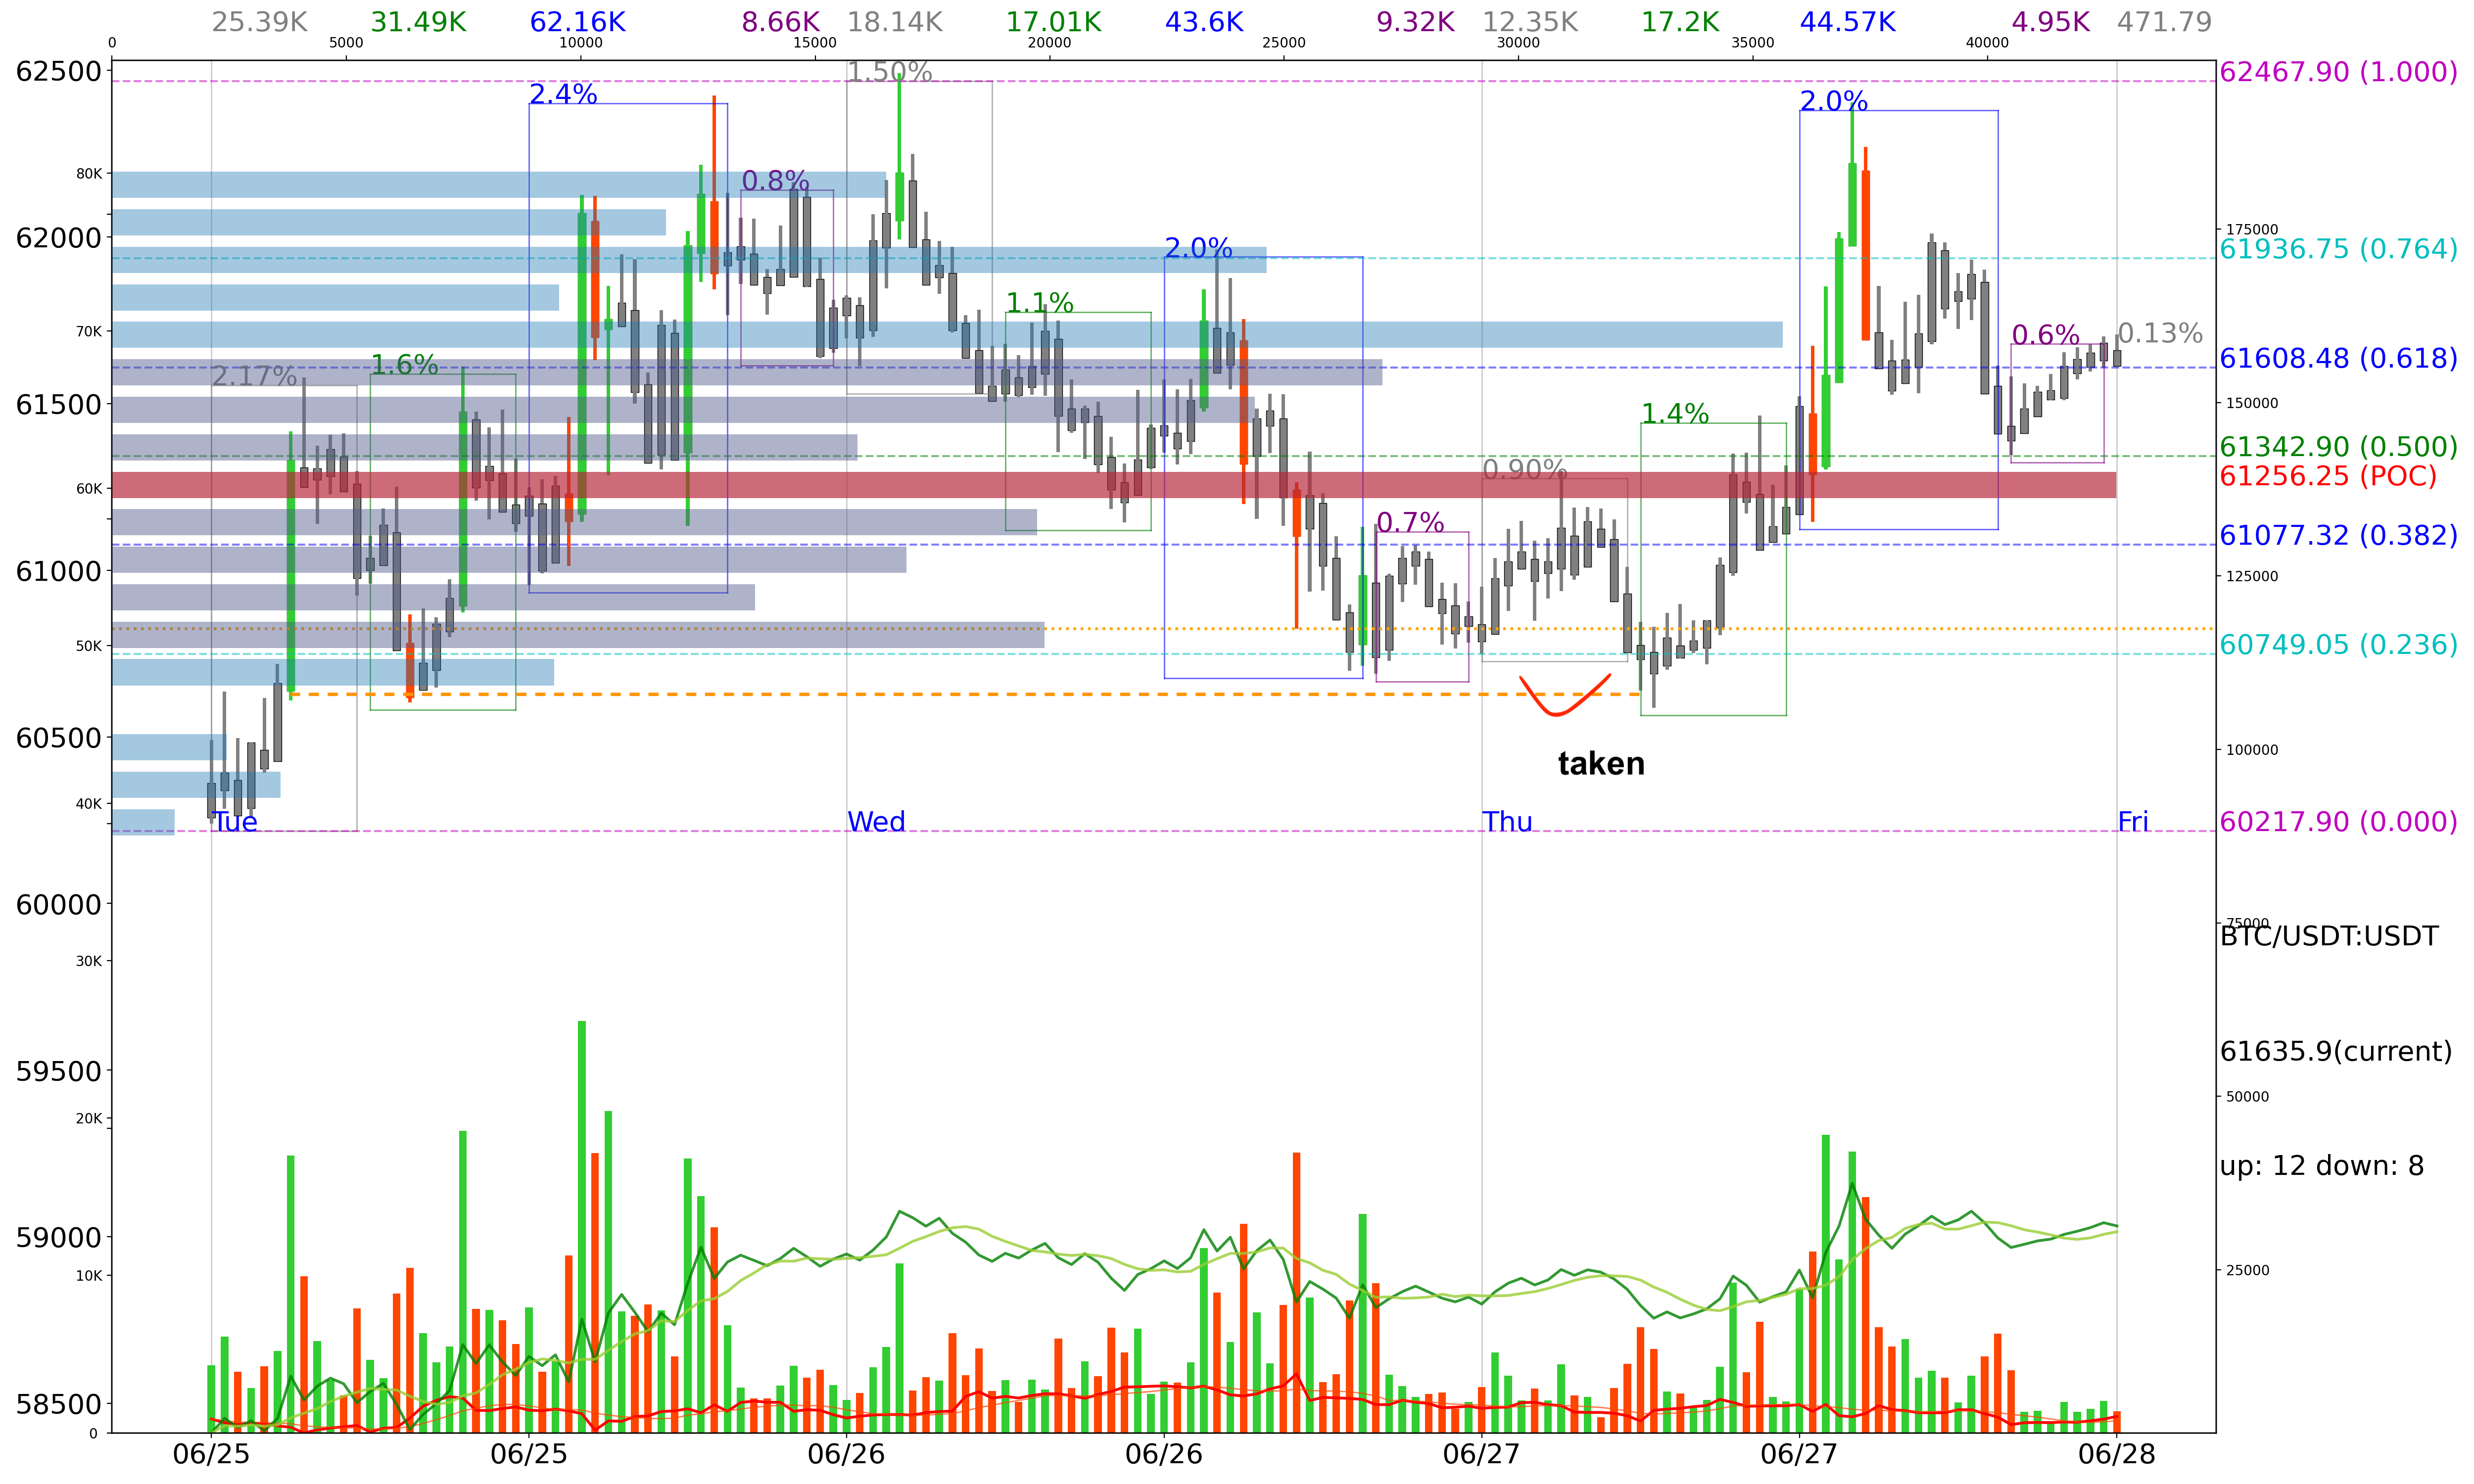 25.39K 31.49K 62.16K 8.66K 18.14K 17.01K 43.6K 9.32K 12.35K 17.2K 44.57K 4.95K 471.79
0 5000 10000 15000 20000 25000 30000 35000 40000
62500
1.50%
62467.90 (1.000)
2.4%
2.0%
80K
0.8%
175000
62000
2.0%
61936.75 (0.764)
1.1%
70K
0.6%
0.13%
1.6%
61608.48 (0.618)
2.17%
61500
150000
1.4%
61342.90 (0.500)
0.90%
61256.25 (POC)
60K
0.7%
61077.32 (0.382)
61000
125000
50K
60749.05 (0.236)
60500
100000
taken
40K
Tue Wed Thu Fri
60217.90 (0.000)
60000
75000
BTC/USDT:USDT
30K
61635.9(current)
59500
50000
20K
up: 12 down: 8
59000
10K
25000
58500
0
06/25 06/25 06/26 06/26 06/27 06/27 06/28